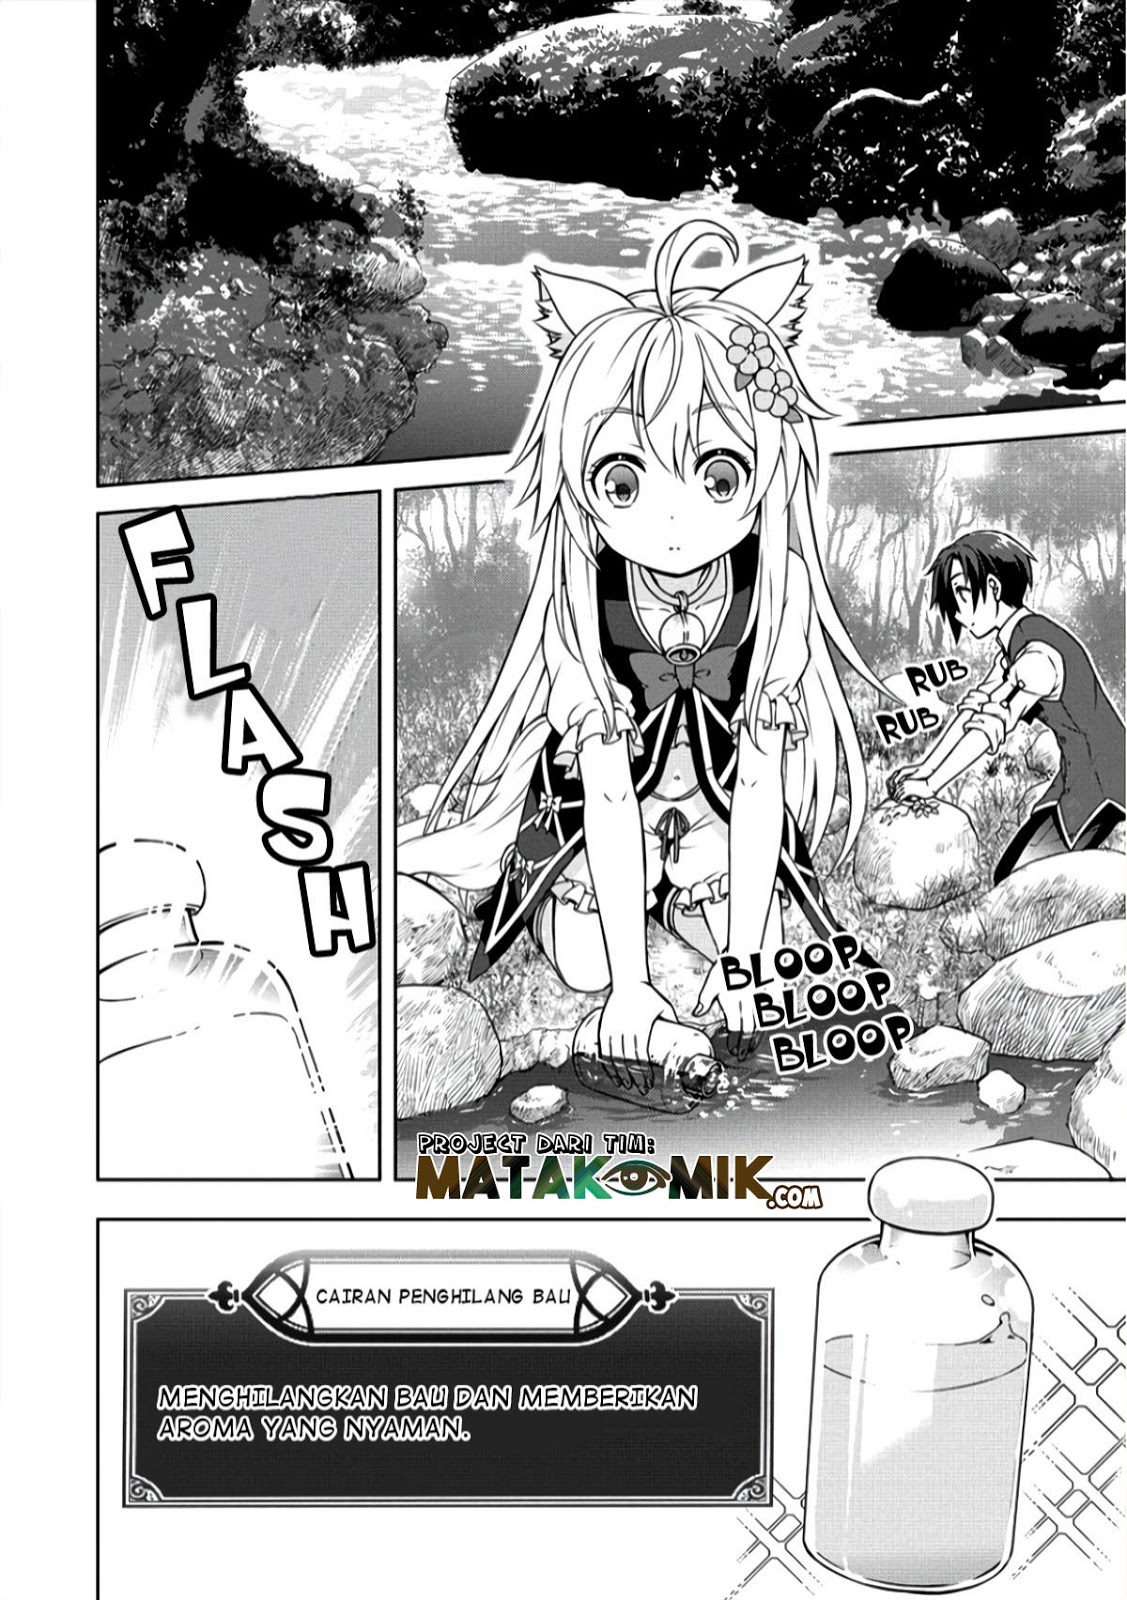 RUB
RUB
BLOOP
BLOOP
BLOOP
FLASH
PROJECT DARI TIM:
MATAKOMIK.COM
CAIRAN PENGHILANG BAU
MENGHILANGKAN BAU DAN MEMBERIKAN
AROMA YANG NYAMAN.